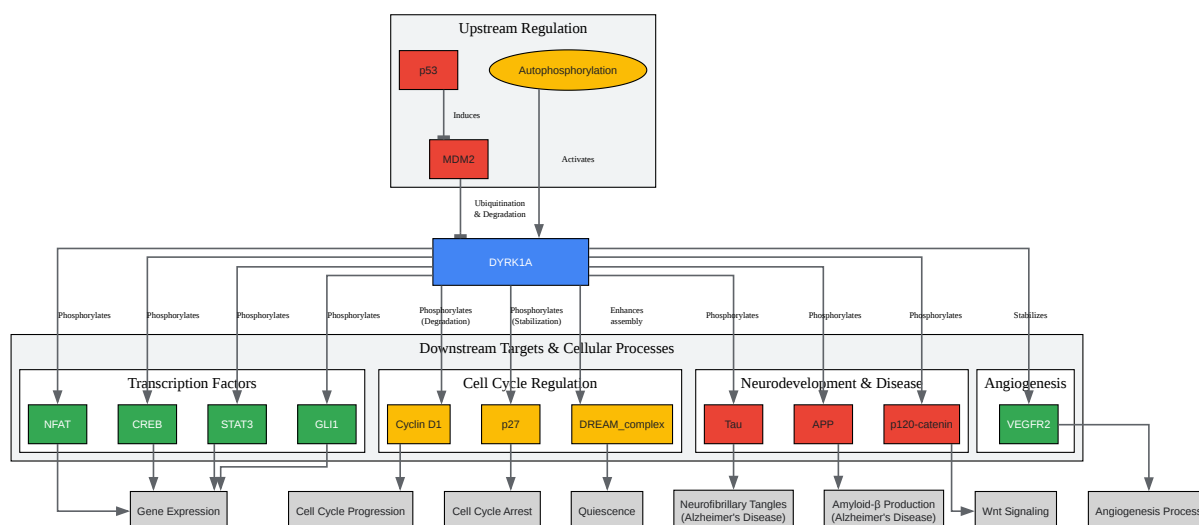 Upstream Regulation
p53
Autophosphorylation
Induces
MDM2
Activates
Ubiquitination
& Degradation
DYRK1A
Phosphorylates
Phosphorylates
Phosphorylates
Phosphorylates
Phosphorylates
(Degradation)
Phosphorylates
(Stabilization)
Enhances
assembly
Phosphorylates
Phosphorylates
Phosphorylates
Stabilizes
Downstream Targets & Cellular Processes
Transcription Factors
Cell Cycle Regulation
Neurodevelopment & Disease
Angiogenesis
NFAT
CREB
STAT3
GLI1
Cyclin D1
p27
DREAM_complex
Tau
APP
p120-catenin
VEGFR2
Gene Expression
Cell Cycle Progression
Cell Cycle Arrest
Quiescence
Neurofibrillary Tangles
(Alzheimer's Disease)
Amyloid-β Production
(Alzheimer's Disease)
Wnt Signaling
Angiogenesis Process